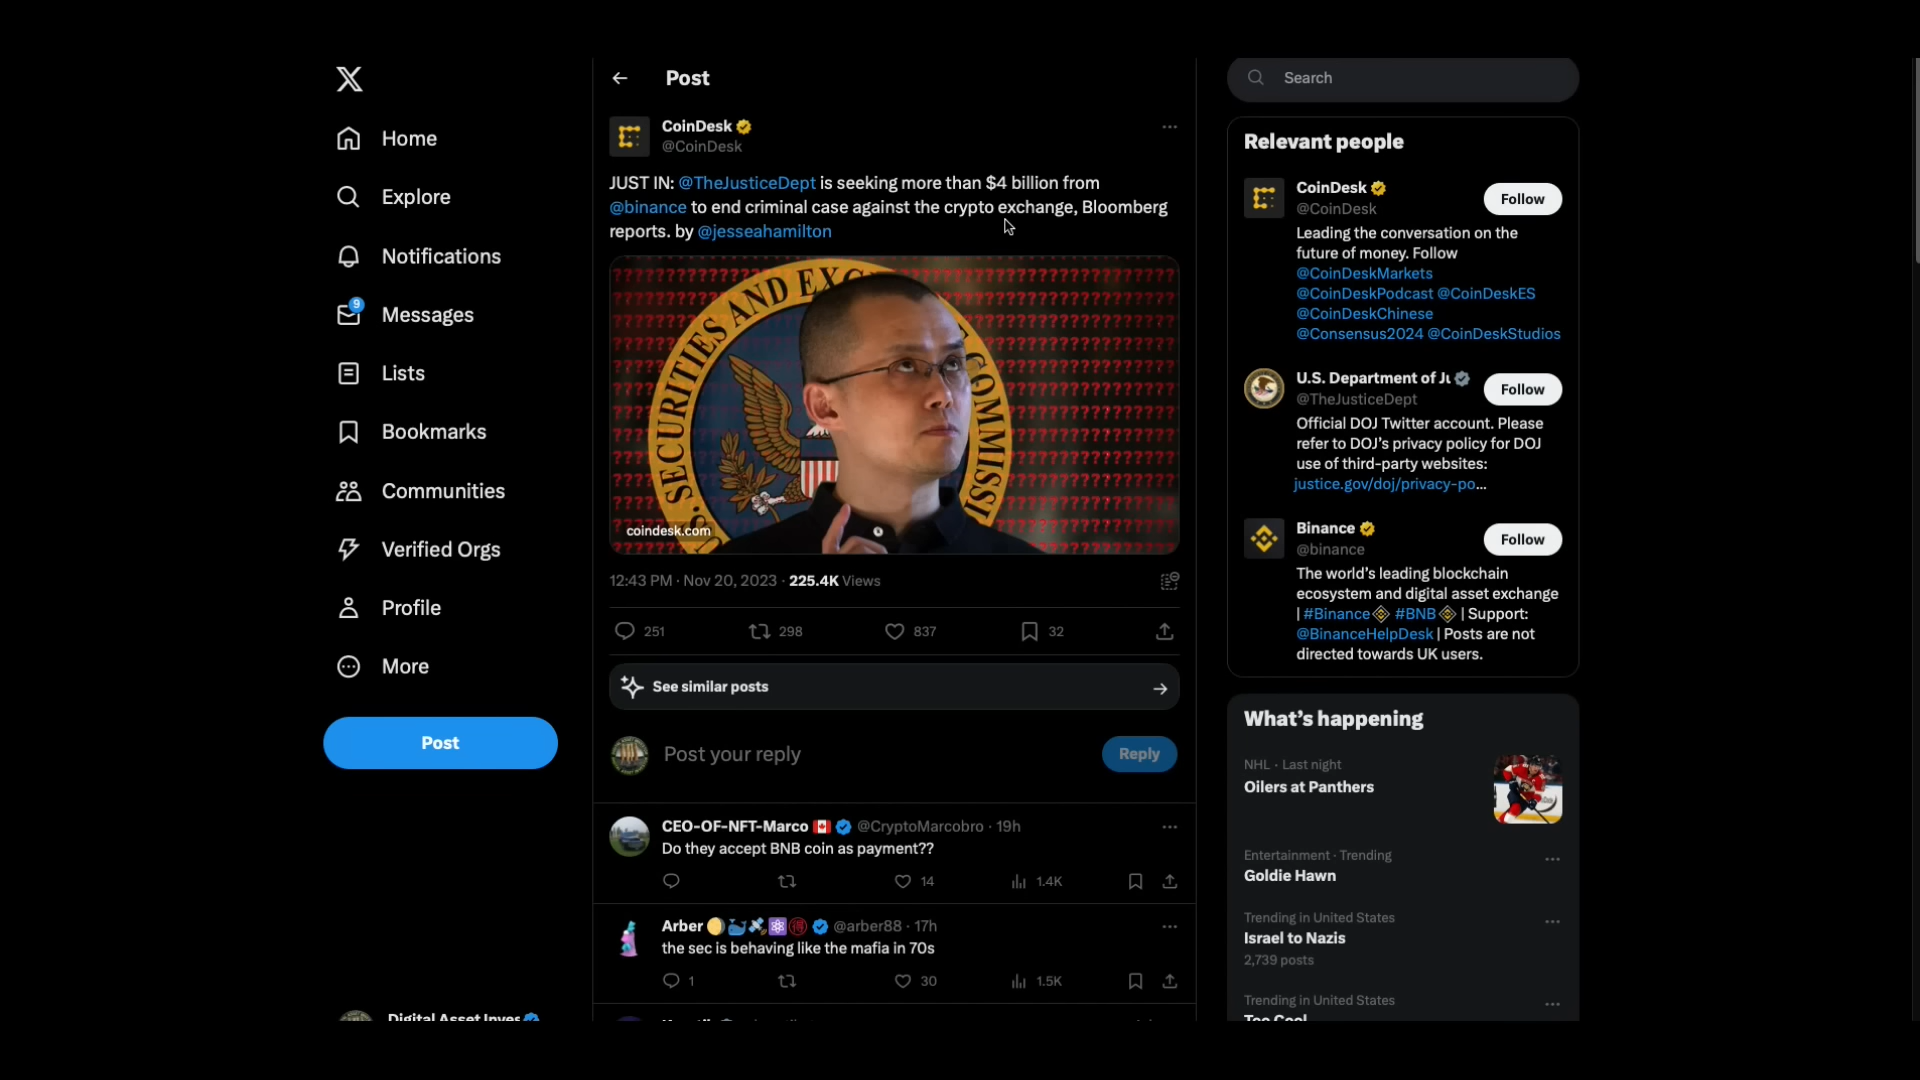 Home
Explore
Notifications
9
Messages
Lists
Bookmarks
Communities
Verified Orgs
Profile
More
Post
Digital Asset Inves
Post
CoinDesk
@CoinDesk
JUST IN: @TheJusticeDept is seeking more than $4 billion from
@binance to end criminal case against the crypto exchange, Bloomberg
reports. by @jesseahamilton
U.S. SECURITIES AND EXC
COMMISSI
coindesk.com
12:43 PM · Nov 20, 2023 · 225.4K Views
251 298 837 32
See similar posts
Post your reply
Reply
CEO-OF-NFT-Marco @CryptoMarcobro · 19h
Do they accept BNB coin as payment??
14 1.4K
Arber @arber88 · 17h
the sec is behaving like the mafia in 70s
1 30 1.5K
Search
Relevant people
CoinDesk
@CoinDesk
Follow
Leading the conversation on the
future of money. Follow
@CoinDeskMarkets
@CoinDeskPodcast @CoinDeskES
@CoinDeskChinese
@Consensus2024 @CoinDeskStudios
U.S. Department of Ju
@TheJusticeDept
Follow
Official DOJ Twitter account. Please
refer to DOJ’s privacy policy for DOJ
use of third-party websites:
justice.gov/doj/privacy-po…
Binance
@binance
Follow
The world’s leading blockchain
ecosystem and digital asset exchange
| #Binance #BNB | Support:
@BinanceHelpDesk | Posts are not
directed towards UK users.
What’s happening
NHL · Last night
Oilers at Panthers
Entertainment · Trending
Goldie Hawn
Trending in United States
Israel to Nazis
2,739 posts
Trending in United States
Too Cool